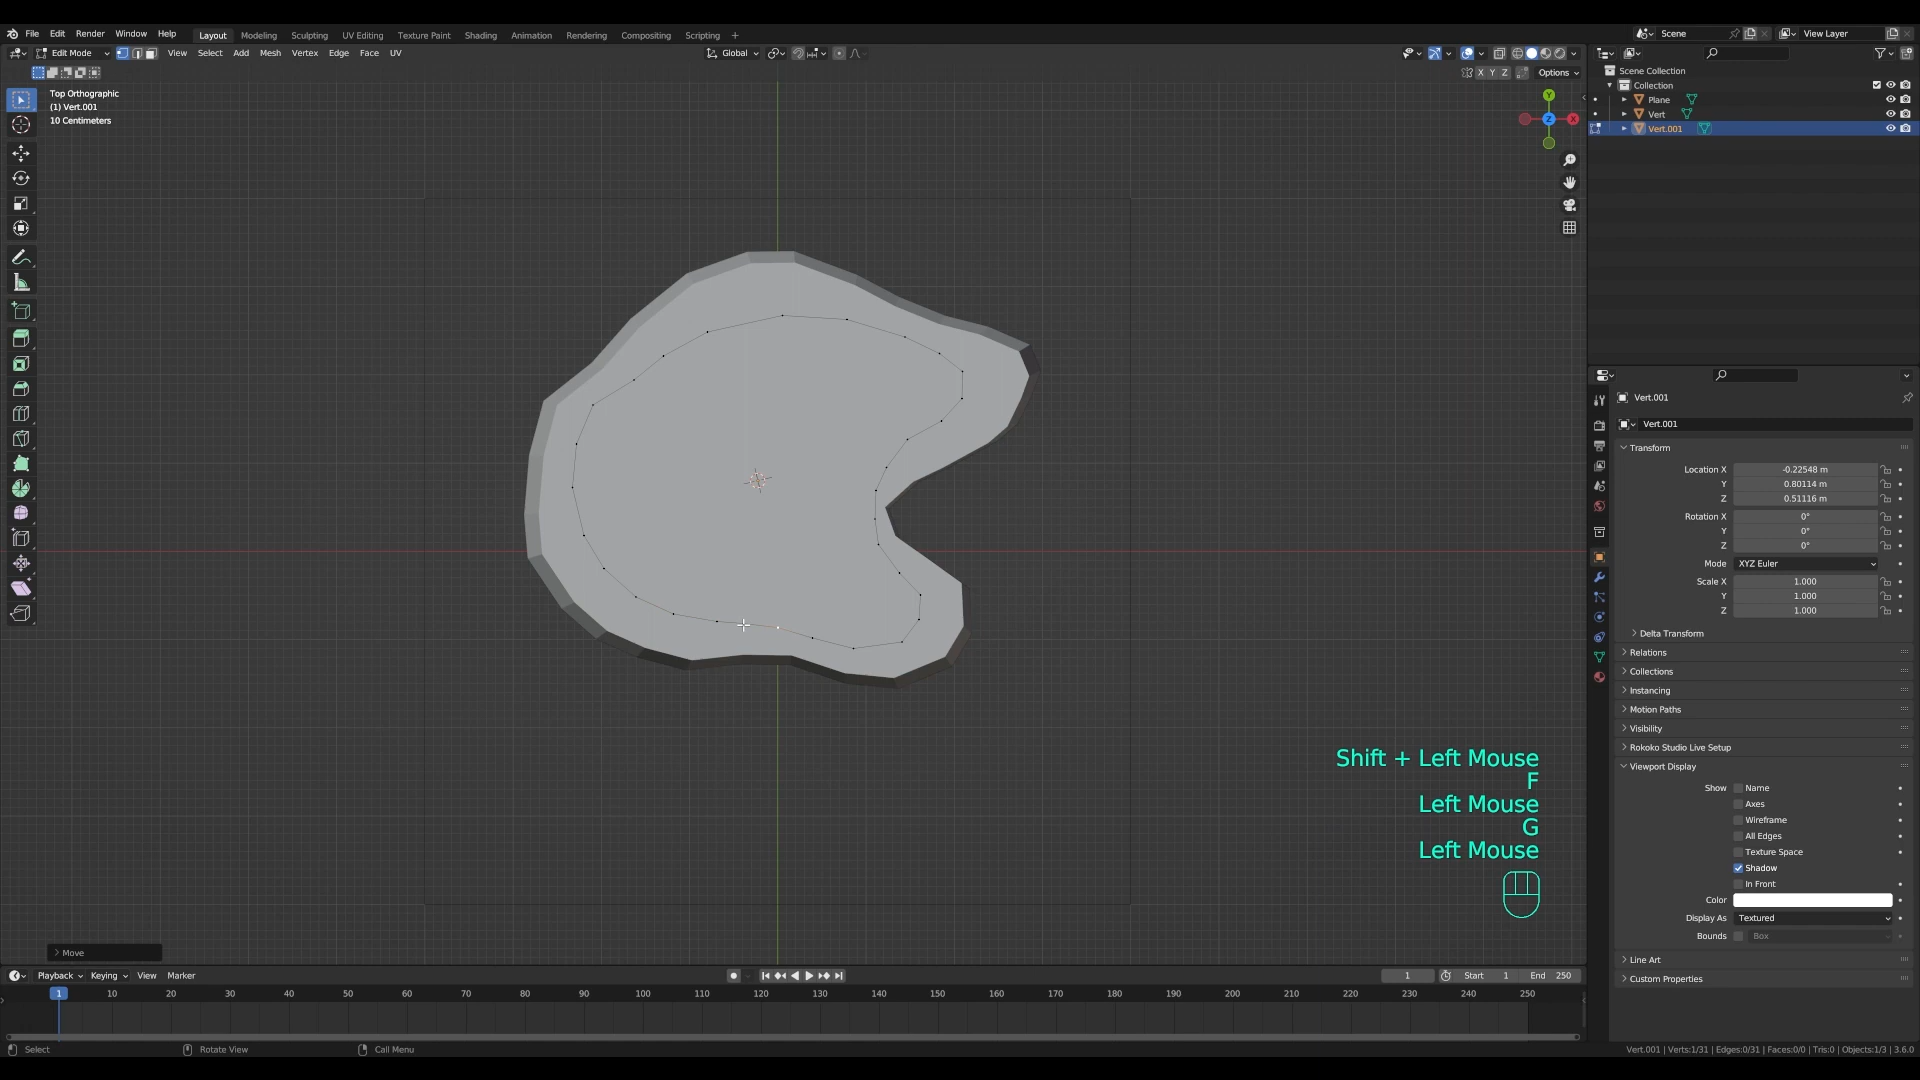 File Edit Render Window Help Layout Modeling Sculpting UV Editing Texture Paint Shading Animation Rendering Compositing Scripting + Scene View Layer
Edit Mode View Select Add Mesh Vertex Edge Face UV Global
X Y Z Options
Top Orthographic
(1) Vert.001
10 Centimeters
Y
Z X
Scene Collection
Collection
Plane
Vert
Vert.001
Vert.001
Vert.001
Transform
Location X -0.22548 m
Y 0.80114 m
Z 0.51116 m
Rotation X 0°
Y 0°
Z 0°
Mode XYZ Euler
Scale X 1.000
Y 1.000
Z 1.000
Delta Transform
Relations
Collections
Instancing
Motion Paths
Visibility
Rokoko Studio Live Setup
Viewport Display
Show Name
Axes
Wireframe
All Edges
Texture Space
Shadow
In Front
Color
Display As Textured
Bounds Box
Line Art
Custom Properties
Shift + Left Mouse
F
Left Mouse
G
Left Mouse
Move
Playback Keying View Marker 1 Start 1 End 250
1 10 20 30 40 50 60 70 80 90 100 110 120 130 140 150 160 170 180 190 200 210 220 230 240 250
Select Rotate View Call Menu Vert.001 | Verts:1/31 | Edges:0/31 | Faces:0/0 | Tris:0 | Objects:1/3 | 3.6.0